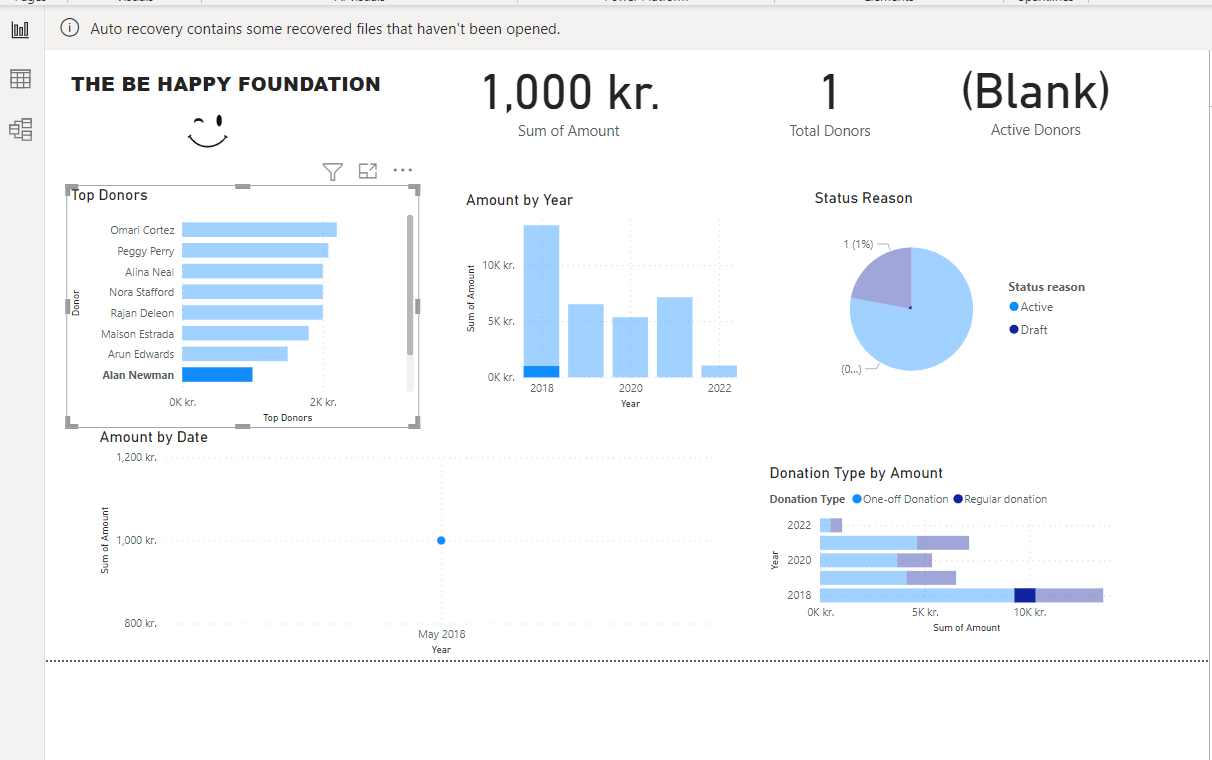 Auto recovery contains some recovered files that haven't been opened.
THE BE HAPPY FOUNDATION
1,000 kr.
Sum of Amount
1
Total Donors
(Blank)
Active Donors
Top Donors
Donor
Omari Cortez
Peggy Perry
Alina Neal
Nora Stafford
Rajan Deleon
Maison Estrada
Arun Edwards
Alan Newman
0K kr. 2K kr.
Top Donors
Amount by Year
Sum of Amount
10K kr.
5K kr.
0K kr.
2018 2020 2022
Year
Status Reason
1 (1%)
(0...)
Status reason
Active
Draft
Amount by Date
Sum of Amount
1,200 kr.
1,000 kr.
800 kr.
May 2018
Year
Donation Type by Amount
Donation Type One-off Donation Regular donation
Year
2022
2020
2018
0K kr. 5K kr. 10K kr.
Sum of Amount